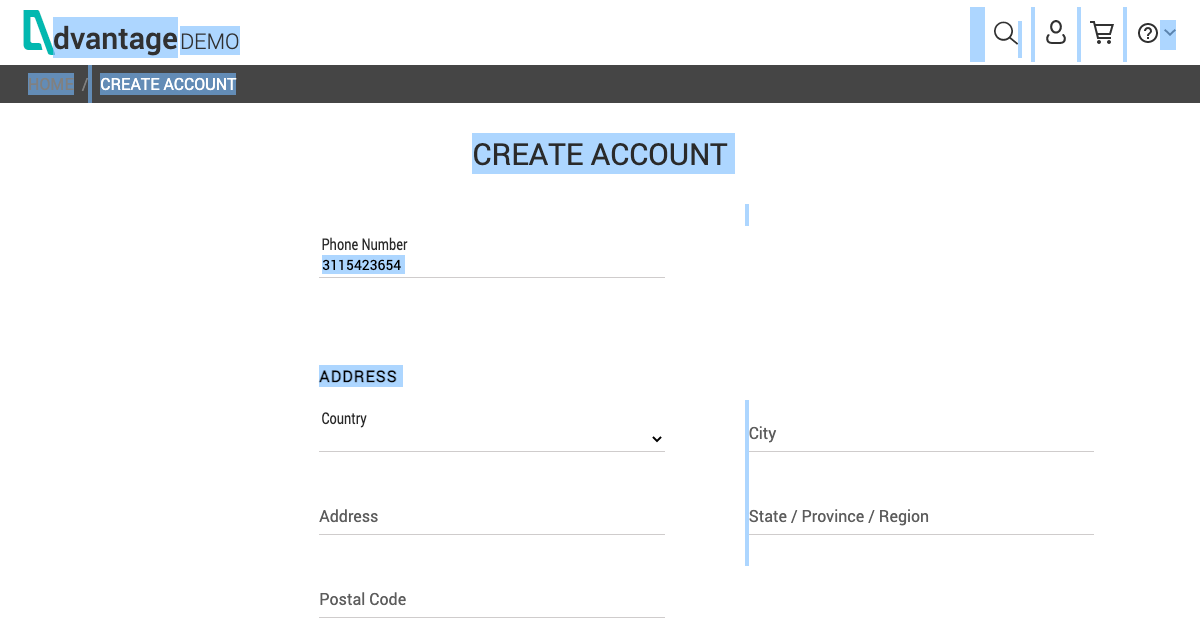 dvantage DEMO
HOME / CREATE ACCOUNT
CREATE ACCOUNT
Phone Number
3115423654
ADDRESS
Country
City
Address
State / Province / Region
Postal Code